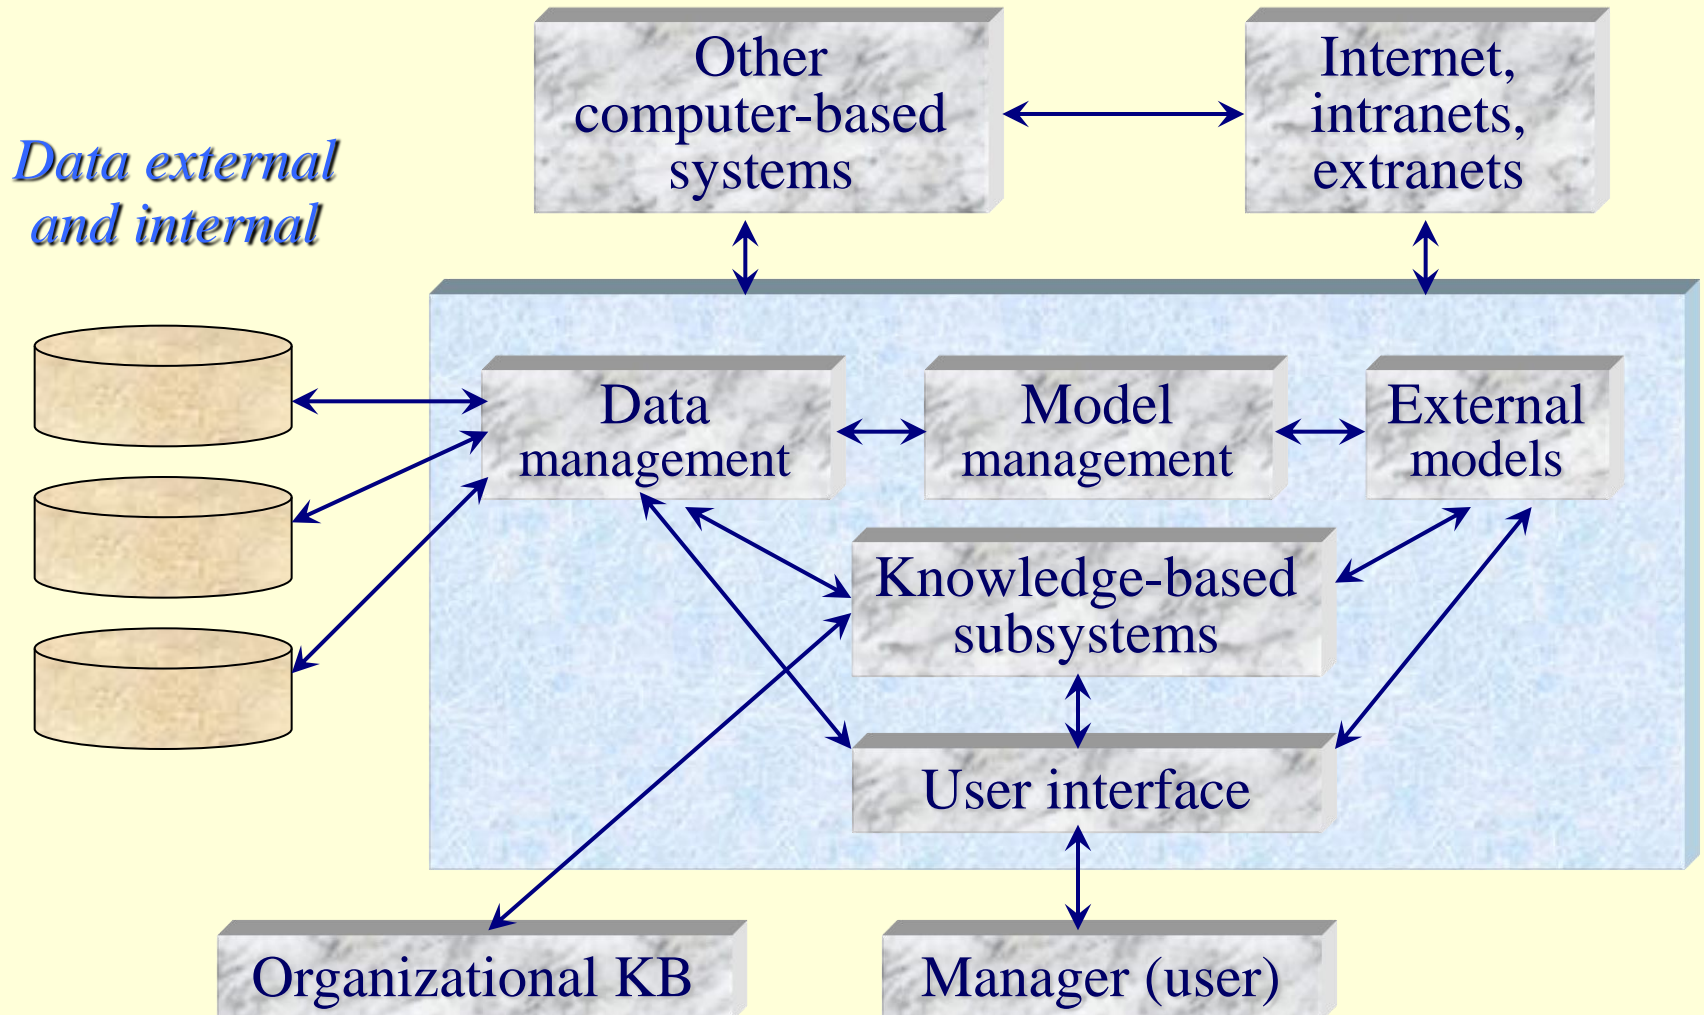 Other
computer-based
systems
Internet,
intranets,
extranets
Data external
and internal
Data
management
Model
management
External
models
Knowledge-based
subsystems
User interface
Organizational KB
Manager (user)